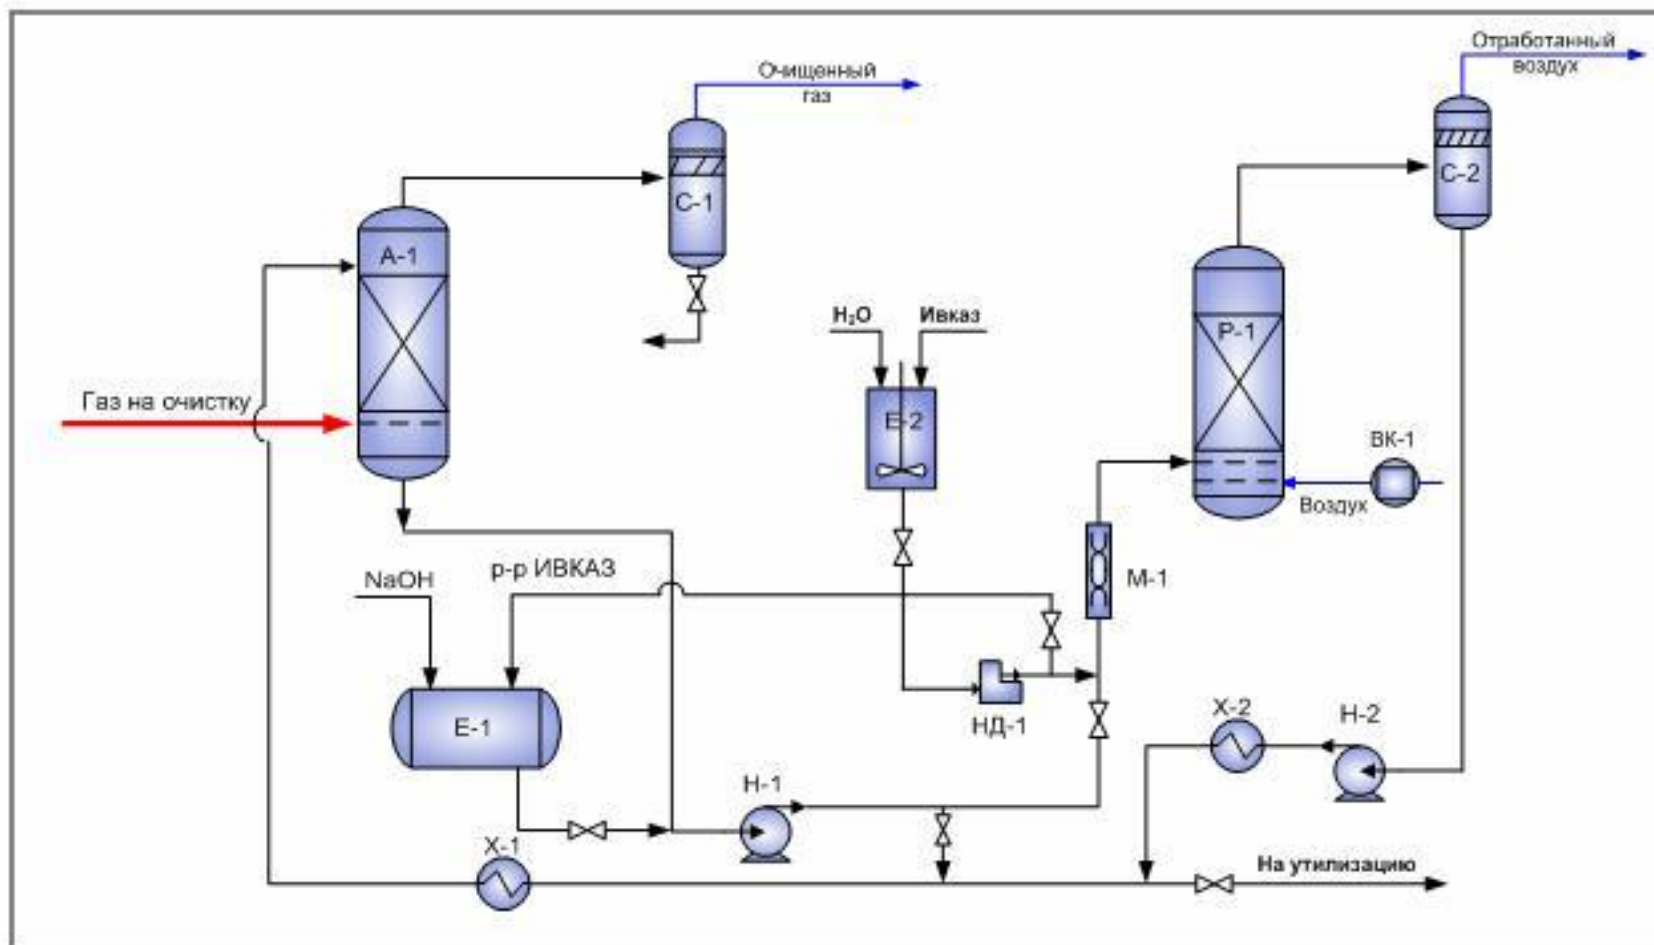 Отработанный
воздух
Очищенный
газ
С-2
С-1
А-1
H₂O
Ивказ
Р-1
Газ на очистку
Е-2
ВК-1
Воздух
NaOH
р-р ИВКАЗ
М-1
Е-1
НД-1
Х-2
Н-2
Н-1
Х-1
На утилизацию